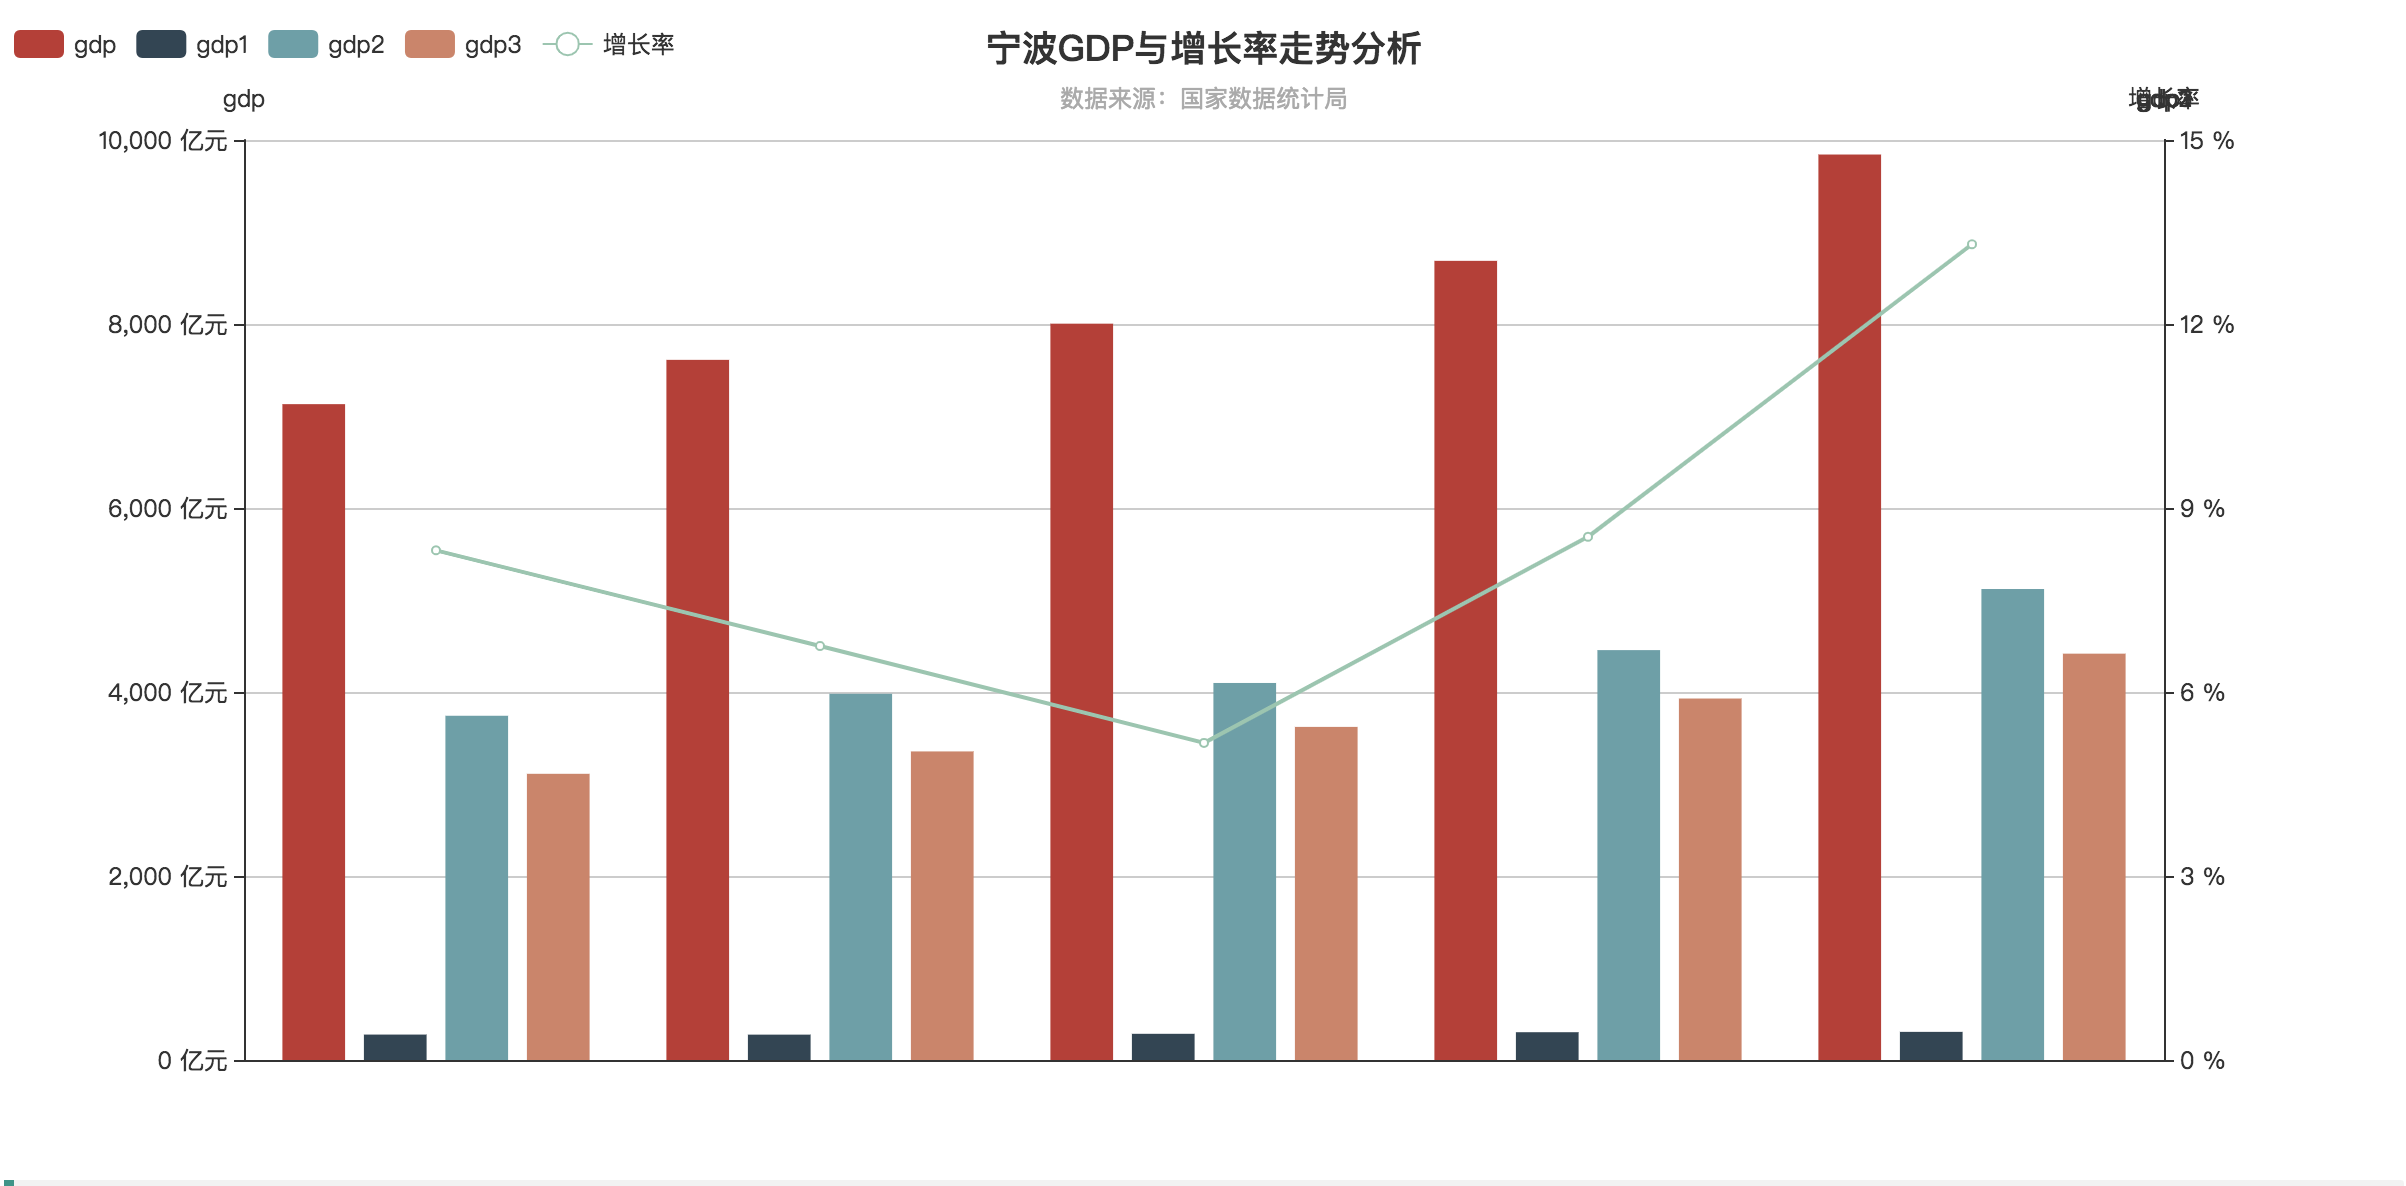 gdp gdp1 gdp2 gdp3 增长率
宁波GDP与增长率走势分析
数据来源：国家数据统计局
gdp
增长率
10,000 亿元
8,000 亿元
6,000 亿元
4,000 亿元
2,000 亿元
0 亿元
15 %
12 %
9 %
6 %
3 %
0 %